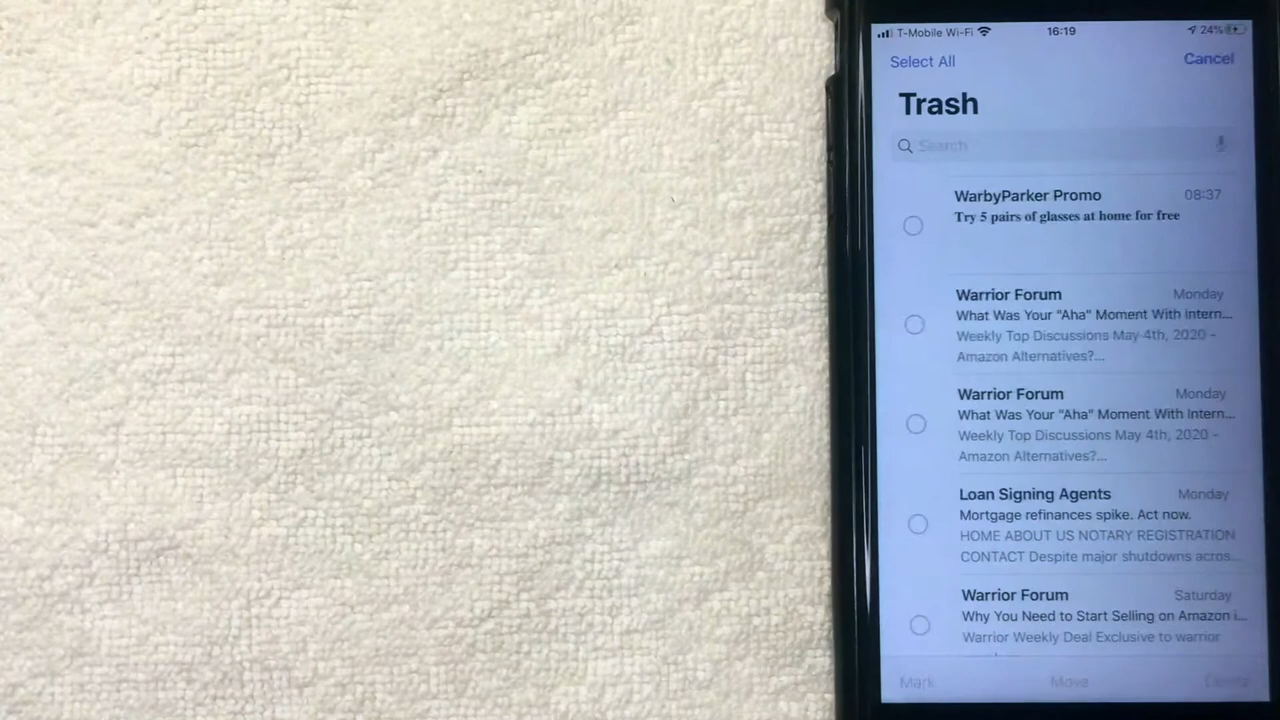 T-Mobile Wi-Fi 16:19 24%
Select All Cancel
Trash
Search
WarbyParker Promo 08:37
Try 5 pairs of glasses at home for free
Warrior Forum Monday
What Was Your "Aha" Moment With intern...
Weekly Top Discussions May 4th, 2020 -
Amazon Alternatives?...
Warrior Forum Monday
What Was Your "Aha" Moment With Intern...
Weekly Top Discussions May 4th, 2020 -
Amazon Alternatives?...
Loan Signing Agents Monday
Mortgage refinances spike. Act now.
HOME ABOUT US NOTARY REGISTRATION
CONTACT Despite major shutdowns acros...
Warrior Forum Saturday
Why You Need to Start Selling on Amazon i...
Warrior Weekly Deal Exclusive to warrior
Mark Move Delete